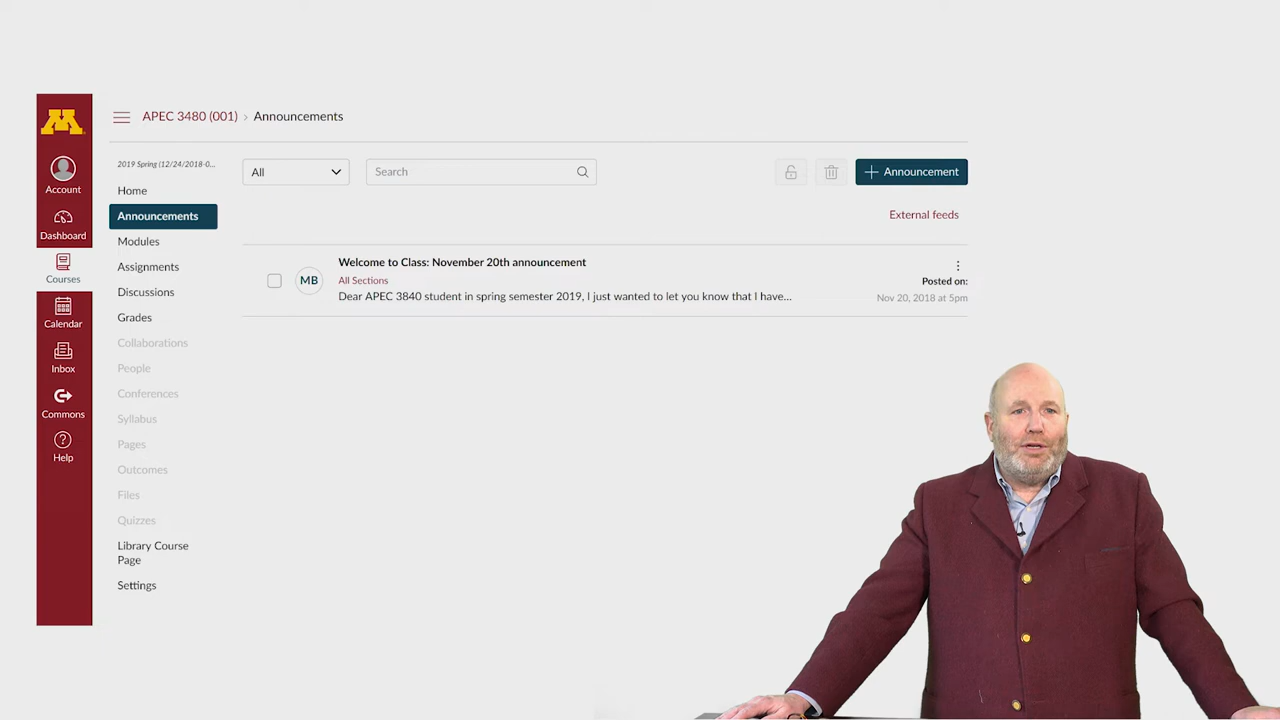 M
APEC 3480 (001) › Announcements
2019 Spring (12/24/2018-0...
Account
Dashboard
Courses
Calendar
Inbox
Commons
Help
Home
Announcements
Modules
Assignments
Discussions
Grades
Collaborations
People
Conferences
Syllabus
Pages
Outcomes
Files
Quizzes
Library Course
Page
Settings
All
Search
Announcement
External feeds
MB
Welcome to Class: November 20th announcement
All Sections
Dear APEC 3840 student in spring semester 2019, I just wanted to let you know that I have...
Posted on:
Nov 20, 2018 at 5pm